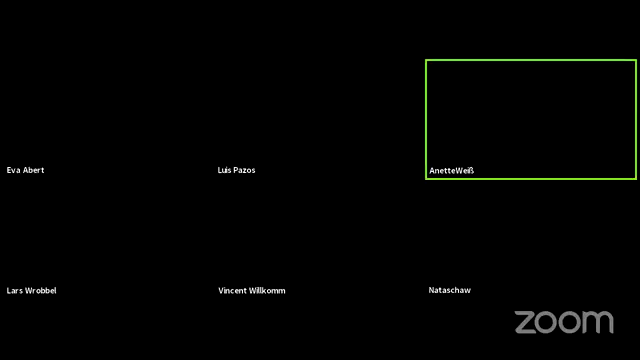 Eva Abert
Luis Pazos
AnetteWeiß
Lars Wrobbel
Vincent Willkomm
Nataschaw
zoom